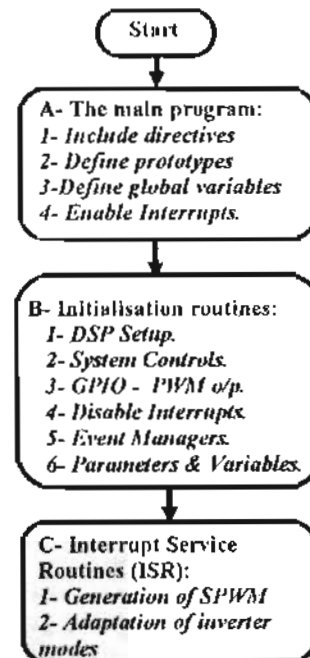 Start
A- The main program:
1- Include directives
2- Define prototypes
3-Define global variables
4- Enable Interrupts.
B- Initialisation routines:
1- DSP Setup.
2- System Controls.
3- GPIO - PWM o/p.
4- Disable Interrupts.
5- Event Managers.
6- Parameters & Variables.
C- Interrupt Service
Routines (ISR):
1- Generation of SPWM
2- Adaptation of inverter
modes